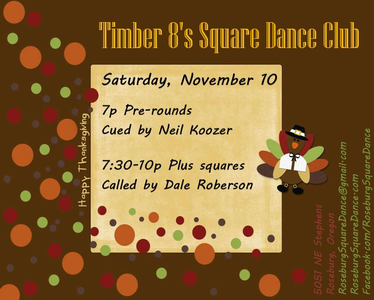 Timber 8's Square Dance Club
Saturday, November 10
7p Pre-rounds
Cued by Neil Koozer
7:30-10p Plus squares
Called by Dale Roberson
Happy Thanksgiving
5051 NE Stephens
Roseburg, Oregon
RoseburgSquareDance@gmail.com
RoseburgSquareDance.com
Facebook.com/RoseburgSquareDance